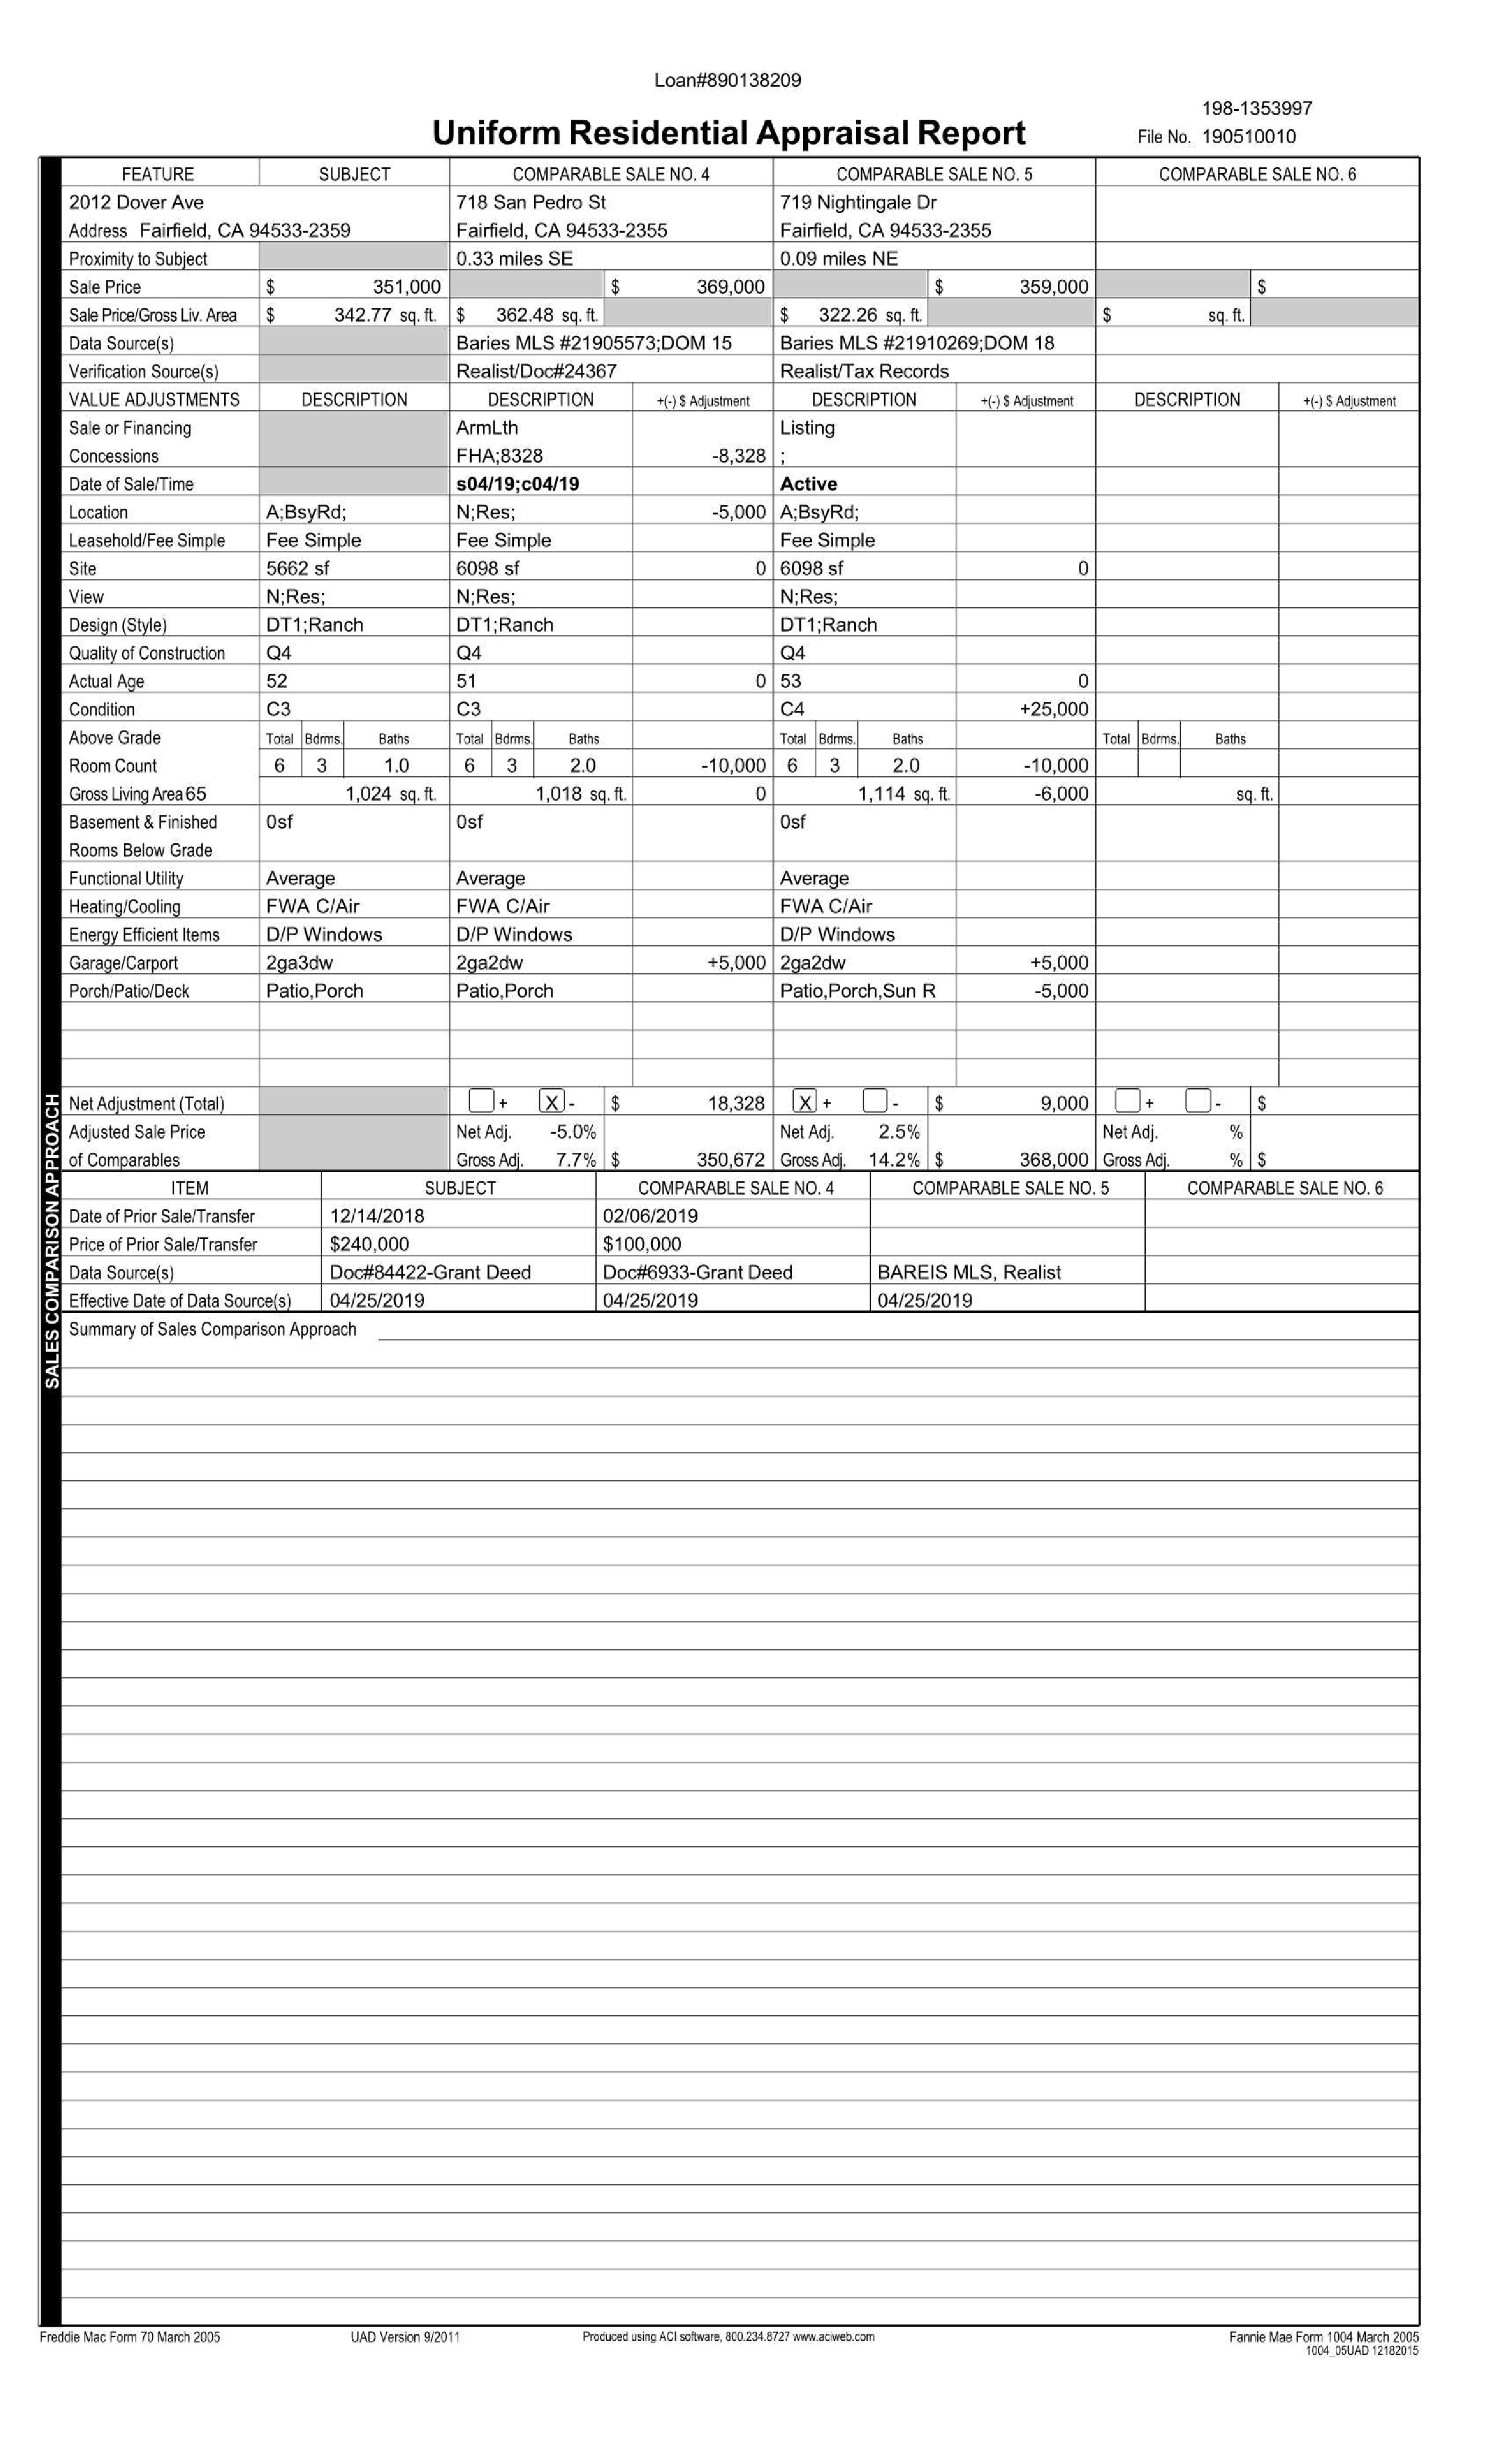 Loan#890138209
198-1353997
Uniform Residential Appraisal Report File No. 190510010
FEATURE SUBJECT COMPARABLE SALE NO. 4 COMPARABLE SALE NO. 5 COMPARABLE SALE NO. 6
2012 Dover Ave 718 San Pedro St 719 Nightingale Dr
Address Fairfield, CA 94533-2359 Fairfield, CA 94533-2355 Fairfield, CA 94533-2355
Proximity to Subject 0.33 miles SE 0.09 miles NE
Sale Price $ 351,000 $ 369,000 $ 359,000 $
Sale Price/Gross Liv. Area $ 342.77 sq. ft. $ 362.48 sq. ft. $ 322.26 sq. ft. $ sq. ft.
Data Source(s) Baries MLS #21905573;DOM 15 Baries MLS #21910269;DOM 18
Verification Source(s) Realist/Doc#24367 Realist/Tax Records
VALUE ADJUSTMENTS DESCRIPTION DESCRIPTION +(-) $ Adjustment DESCRIPTION +(-) $ Adjustment DESCRIPTION +(-) $ Adjustment
Sale or Financing ArmLth Listing
Concessions FHA;8328 -8,328 ;
Date of Sale/Time s04/19;c04/19 Active
Location A;BsyRd; N;Res; -5,000 A;BsyRd;
Leasehold/Fee Simple Fee Simple Fee Simple Fee Simple
Site 5662 sf 6098 sf 0 6098 sf 0
View N;Res; N;Res; N;Res;
Design (Style) DT1;Ranch DT1;Ranch DT1;Ranch
Quality of Construction Q4 Q4 Q4
Actual Age 52 51 0 53 0
Condition C3 C3 C4 +25,000
Above Grade Total Bdrms. Baths Total Bdrms. Baths Total Bdrms. Baths Total Bdrms. Baths
Room Count 6 3 1.0 6 3 2.0 -10,000 6 3 2.0 -10,000
Gross Living Area 65 1,024 sq. ft. 1,018 sq. ft. 0 1,114 sq. ft. -6,000 sq. ft.
Basement & Finished 0sf 0sf 0sf
Rooms Below Grade
Functional Utility Average Average Average
Heating/Cooling FWA C/Air FWA C/Air FWA C/Air
Energy Efficient Items D/P Windows D/P Windows D/P Windows
Garage/Carport 2ga3dw 2ga2dw +5,000 2ga2dw +5,000
Porch/Patio/Deck Patio,Porch Patio,Porch Patio,Porch,Sun R -5,000
Net Adjustment (Total) + X - $ 18,328 X + - $ 9,000 + - $
Adjusted Sale Price Net Adj. -5.0% Net Adj. 2.5% Net Adj. %
of Comparables Gross Adj. 7.7% $ 350,672 Gross Adj. 14.2% $ 368,000 Gross Adj. % $
ITEM SUBJECT COMPARABLE SALE NO. 4 COMPARABLE SALE NO. 5 COMPARABLE SALE NO. 6
Date of Prior Sale/Transfer 12/14/2018 02/06/2019
Price of Prior Sale/Transfer $240,000 $100,000
Data Source(s) Doc#84422-Grant Deed Doc#6933-Grant Deed BAREIS MLS, Realist
Effective Date of Data Source(s) 04/25/2019 04/25/2019 04/25/2019
Summary of Sales Comparison Approach
SALES COMPARISON APPROACH
Freddie Mac Form 70 March 2005 UAD Version 9/2011 Produced using ACI software, 800.234.8727 www.aciweb.com Fannie Mae Form 1004 March 2005
1004_05UAD 12182015